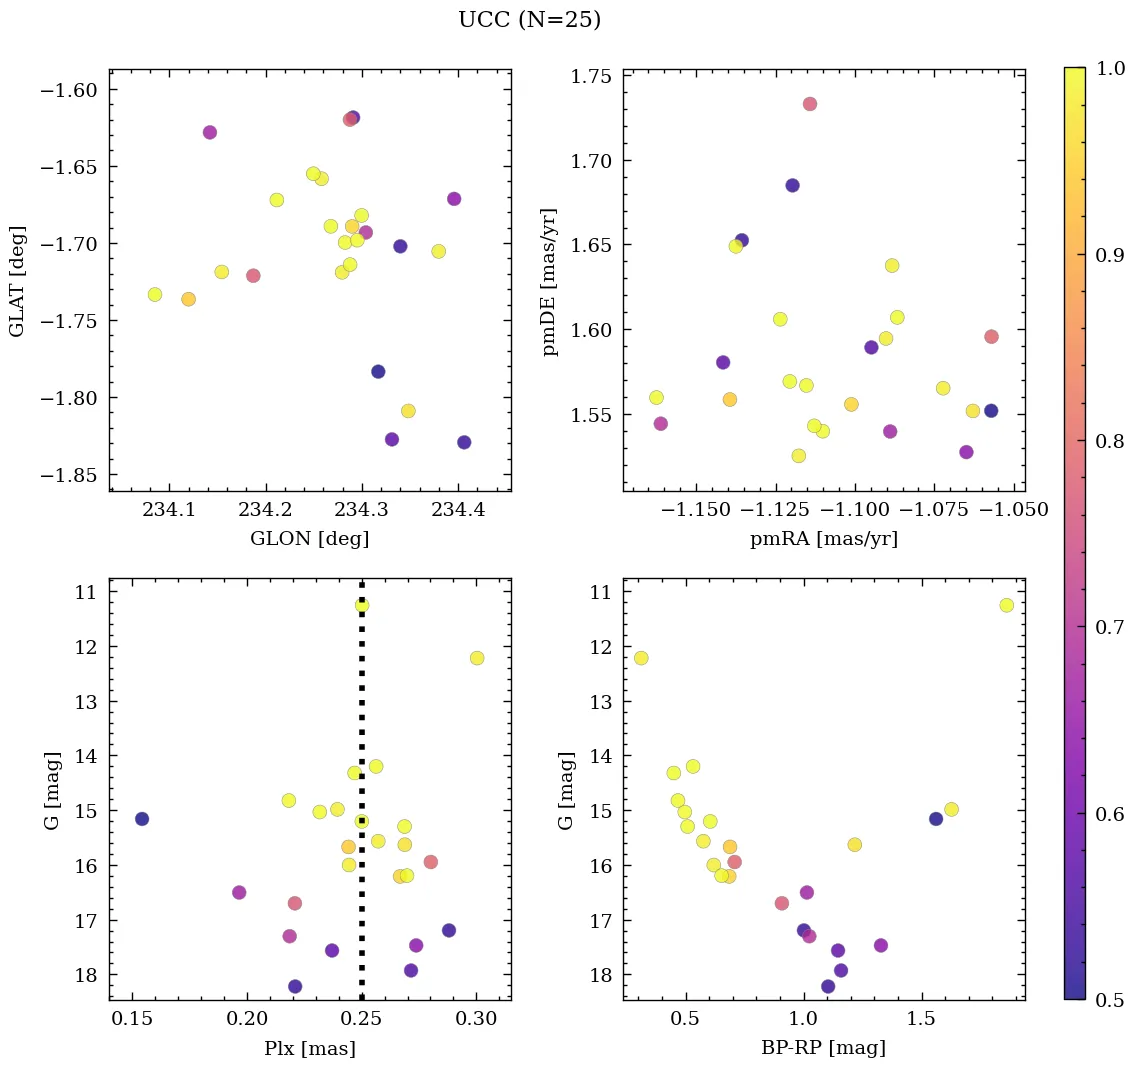 UCC (N=25)
−1.60
−1.65
−1.70
−1.75
−1.80
−1.85
GLAT [deg]
234.1 234.2 234.3 234.4
GLON [deg]
1.75
1.70
1.65
1.60
1.55
pmDE [mas/yr]
−1.150 −1.125 −1.100 −1.075 −1.050
pmRA [mas/yr]
11
12
13
14
15
16
17
18
G [mag]
0.15 0.20 0.25 0.30
Plx [mas]
11
12
13
14
15
16
17
18
G [mag]
0.5 1.0 1.5
BP-RP [mag]
1.0
0.9
0.8
0.7
0.6
0.5